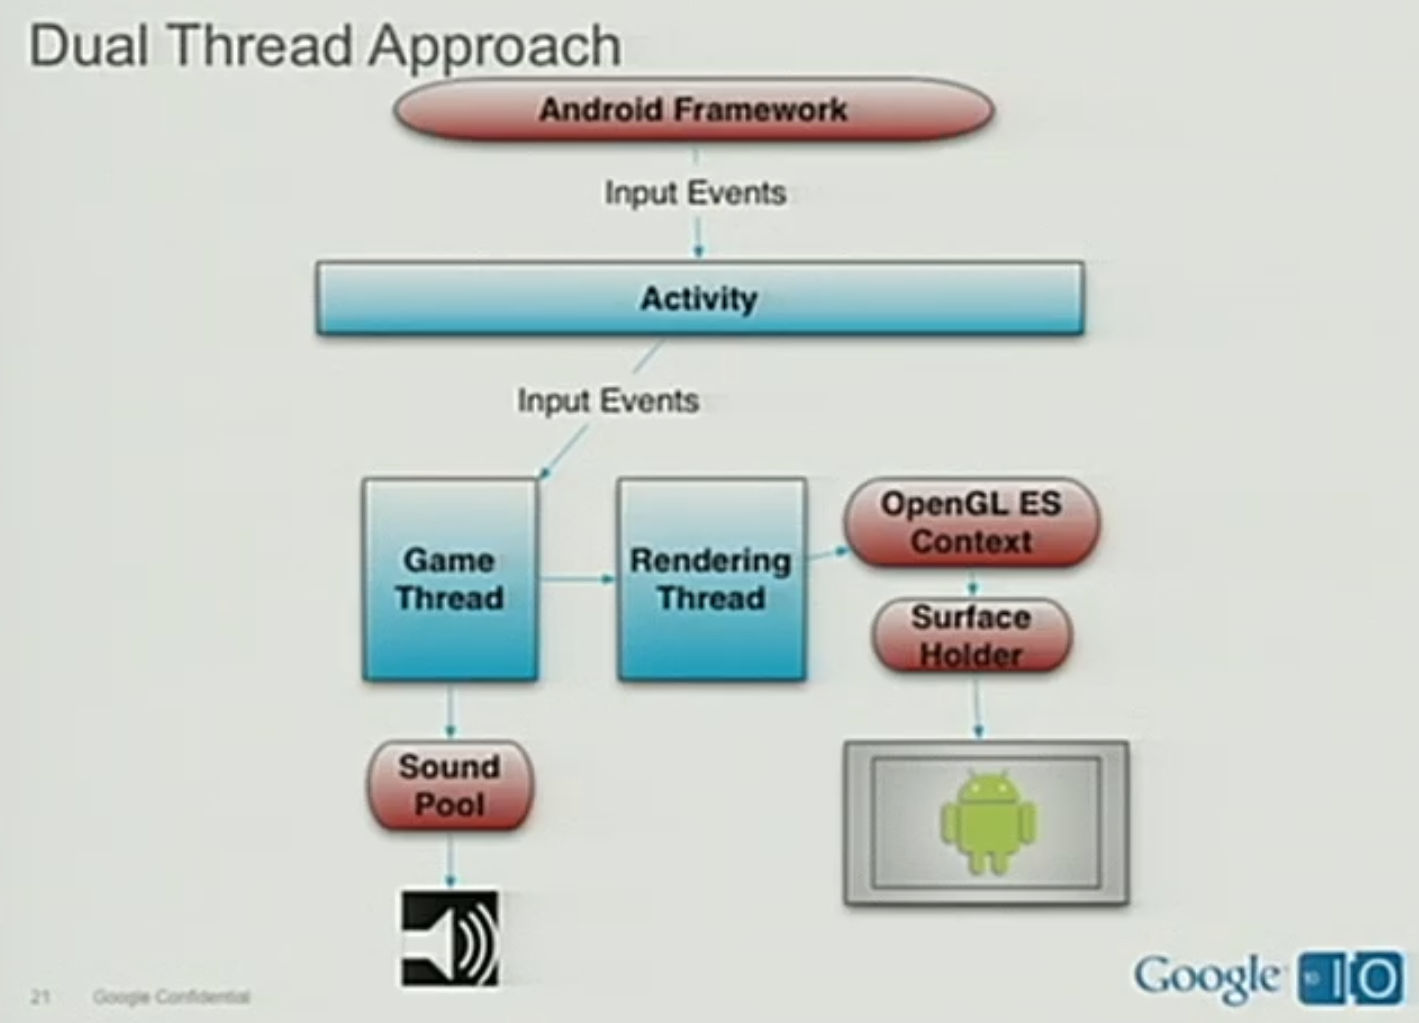 Dual Thread Approach
Android Framework
Input Events
Activity
Input Events
Game
Thread
Rendering
Thread
OpenGL ES
Context
Surface
Holder
Sound
Pool
21 Google Confidential
Google 10 IO